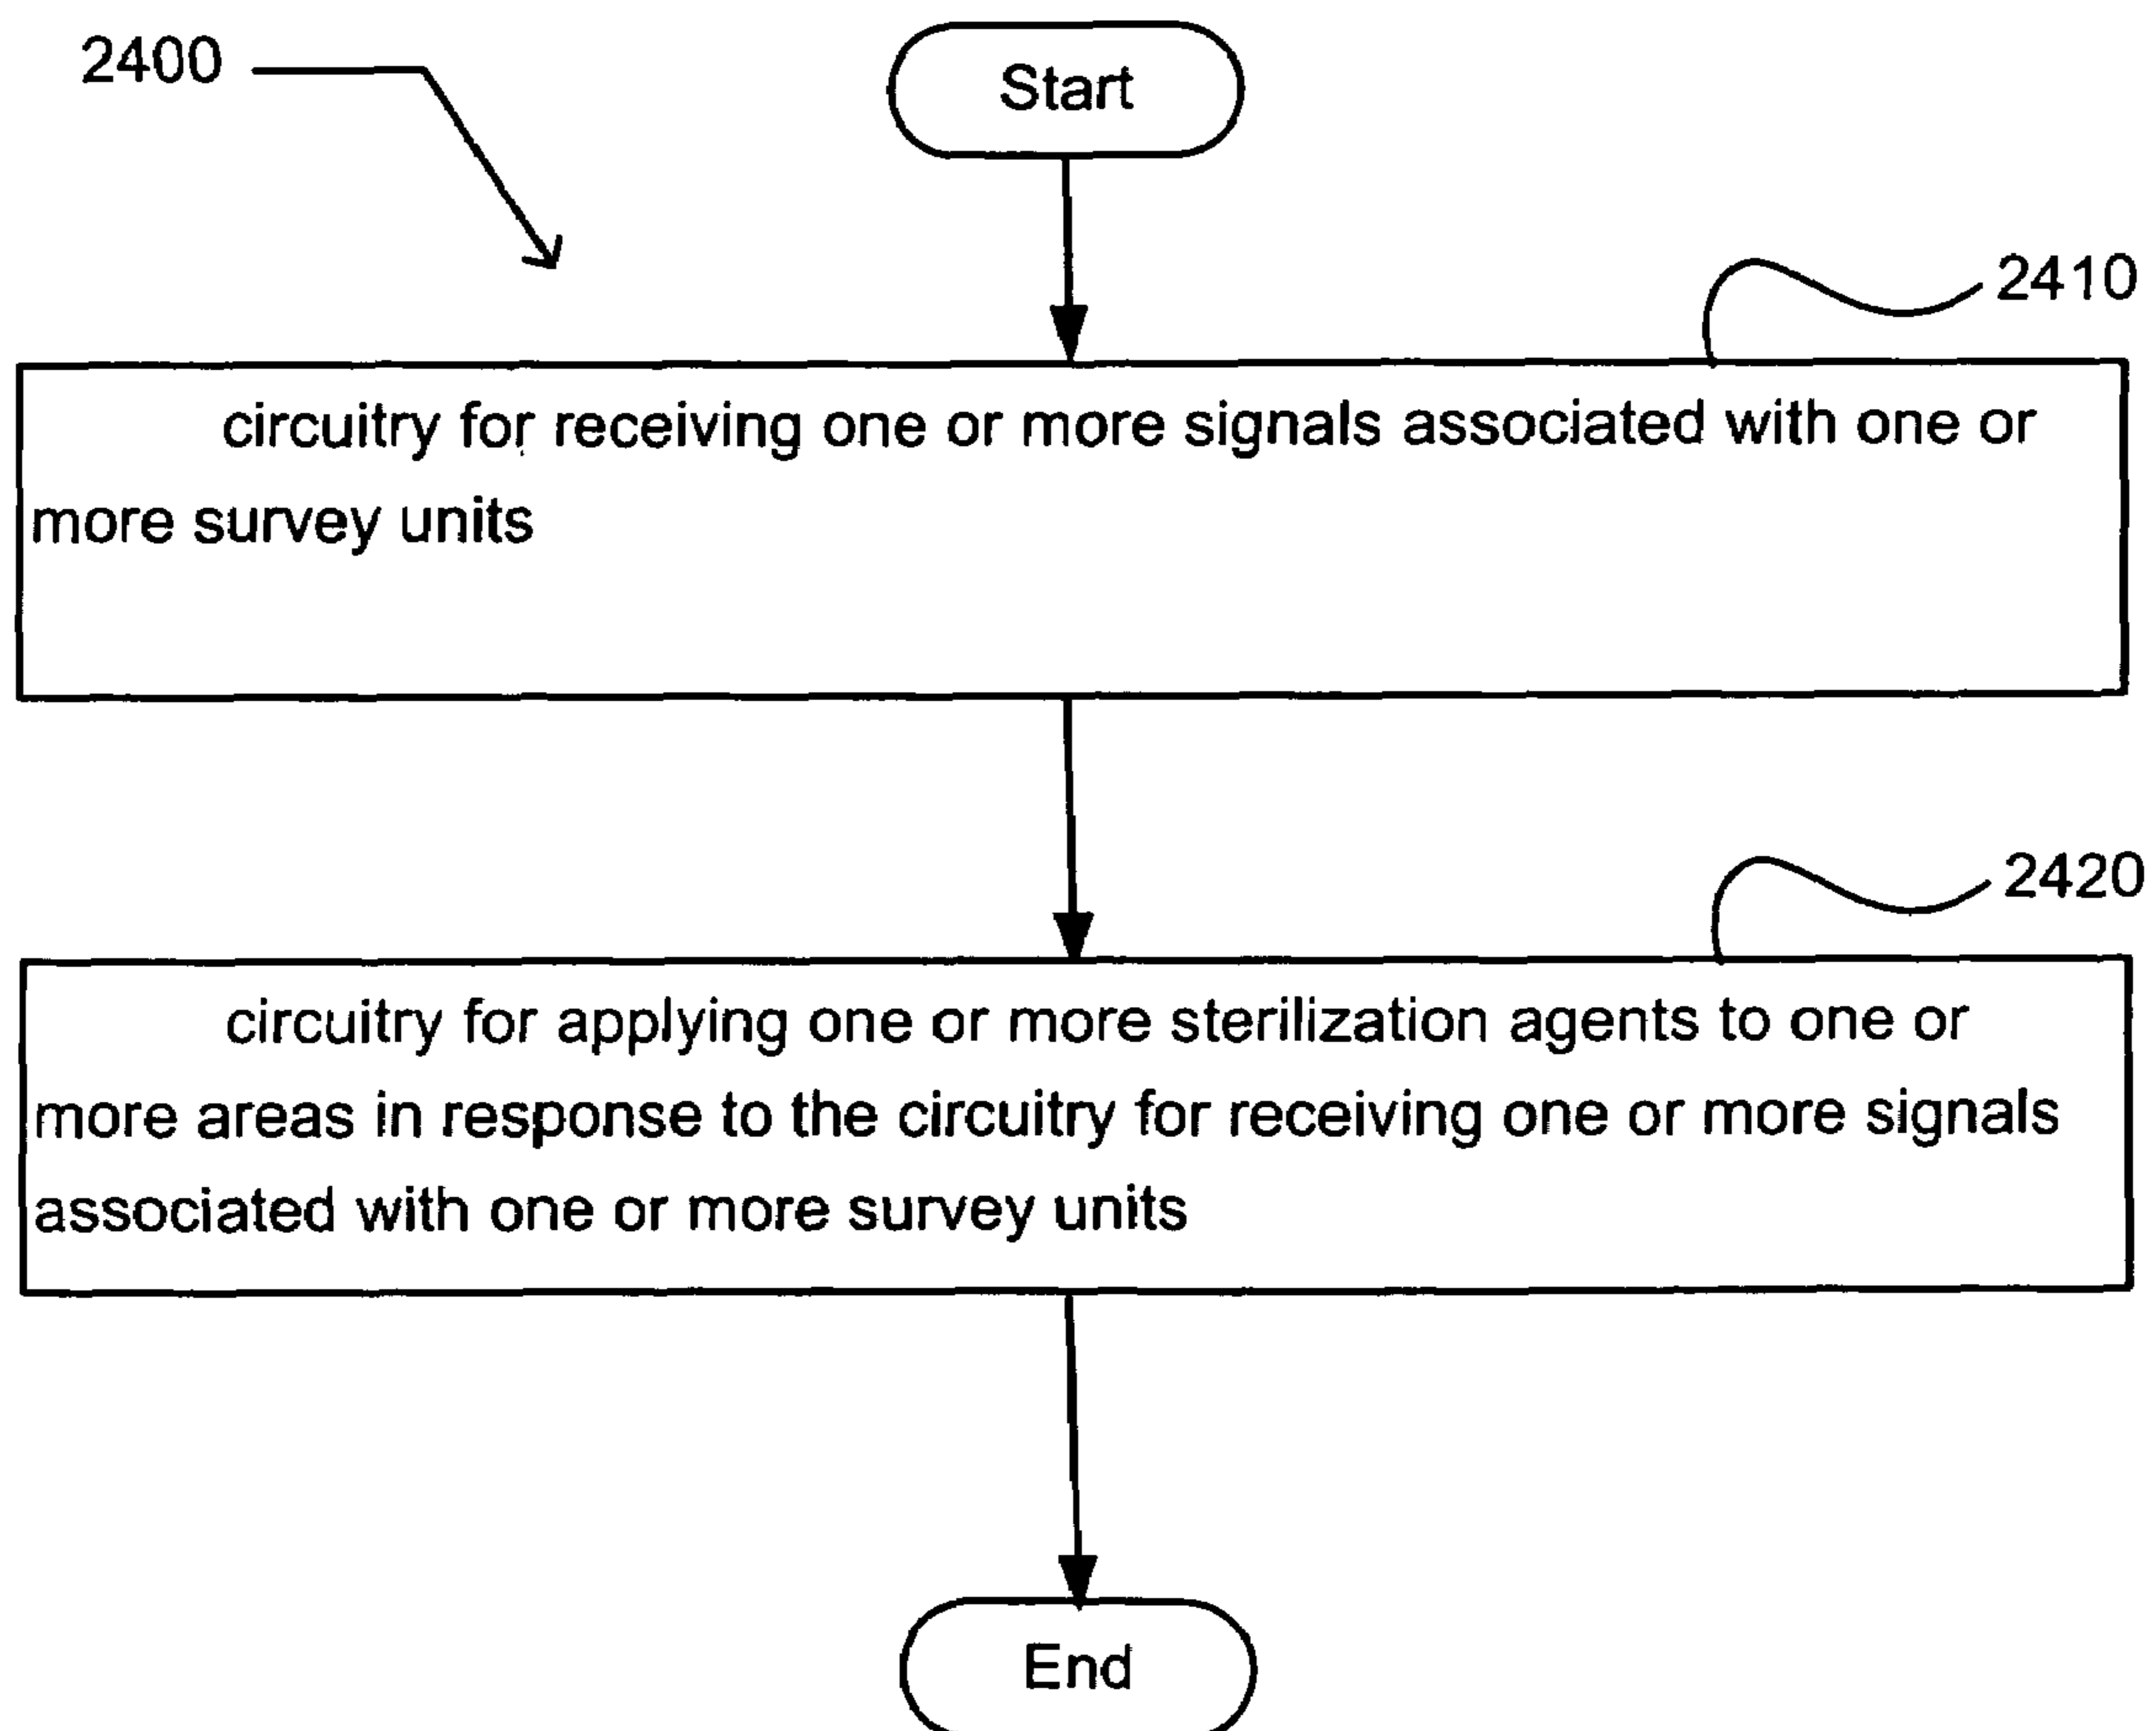 2400
Start
2410
circuitry for receiving one or more signals associated with one or
more survey units
2420
circuitry for applying one or more sterilization agents to one or
more areas in response to the circuitry for receiving one or more signals
associated with one or more survey units
End